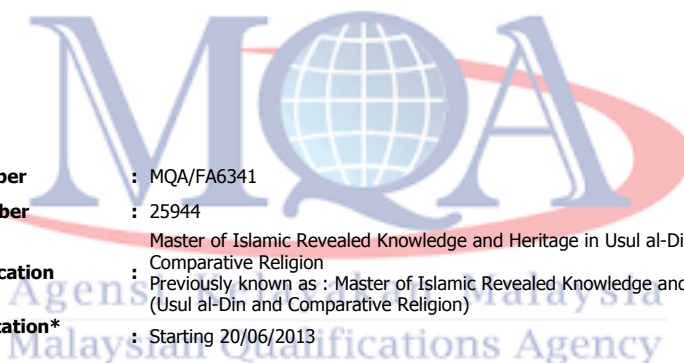 MQA
ber : MQA/FA6341
ber : 25944
Master of Islamic Revealed Knowledge and Heritage in Usul al-Di
cation : Comparative Religion
Previously known as : Master of Islamic Revealed Knowledge and
(Usul al-Din and Comparative Religion)
Agensi Kelayakan Malaysia
tation* : Starting 20/06/2013
Malaysian Qualifications Agency